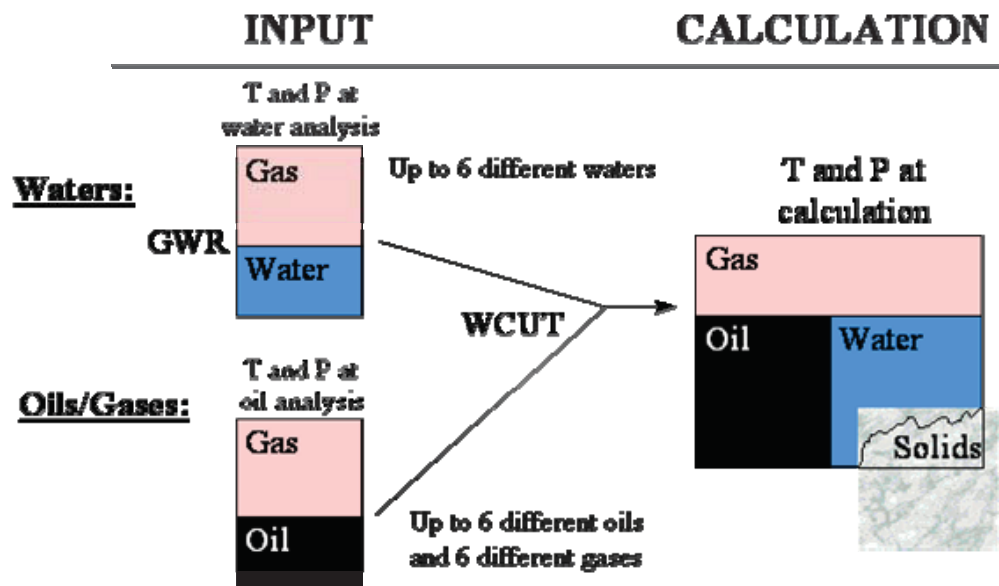 INPUT
CALCULATION
T and P at
water analysis
Waters:
Gas
Up to 6 different waters
GWR
Water
T and P at
calculation
Gas
WCUT
Oil
Water
T and P at
oil analysis
Oils/Gases:
Gas
Solids
Oil
Up to 6 different oils
and 6 different gases